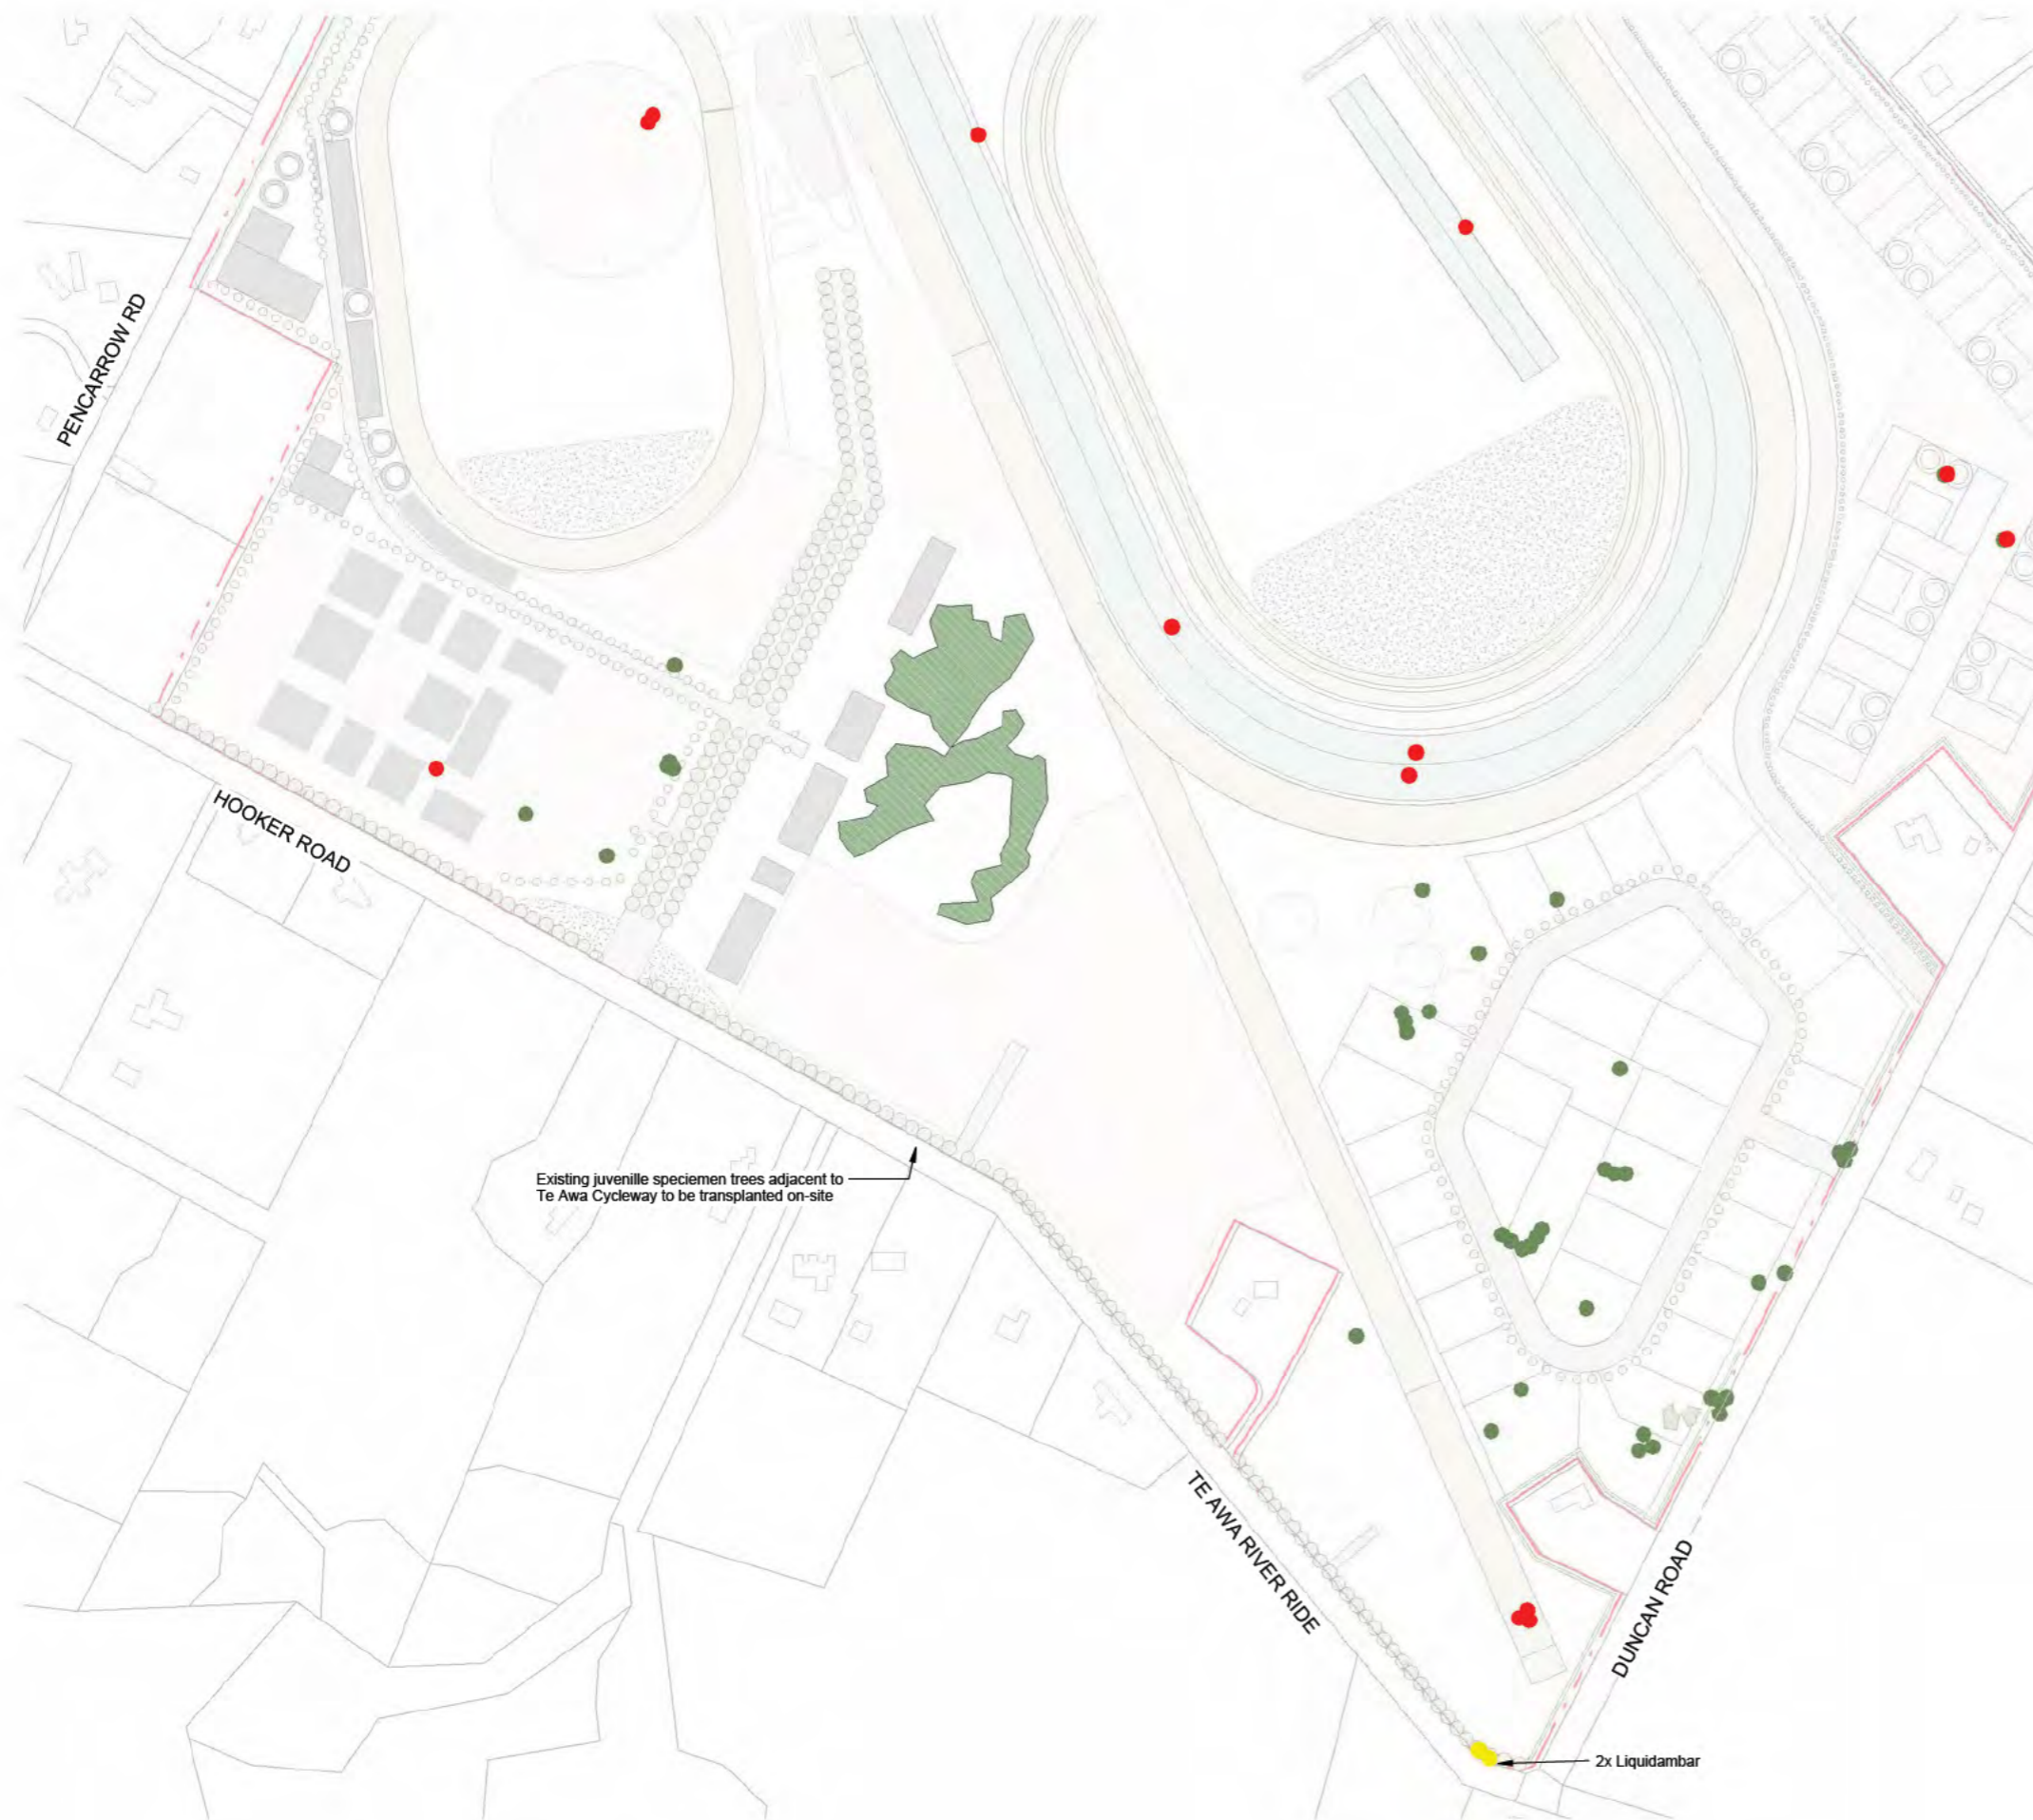 PENCARROW RD
HOOKER ROAD
Existing juvenille speciemen trees adjacent to
Te Awa Cycleway to be transplanted on-site
TE AWA RIVER RIDE
DUNCAN ROAD
2x Liquidambar